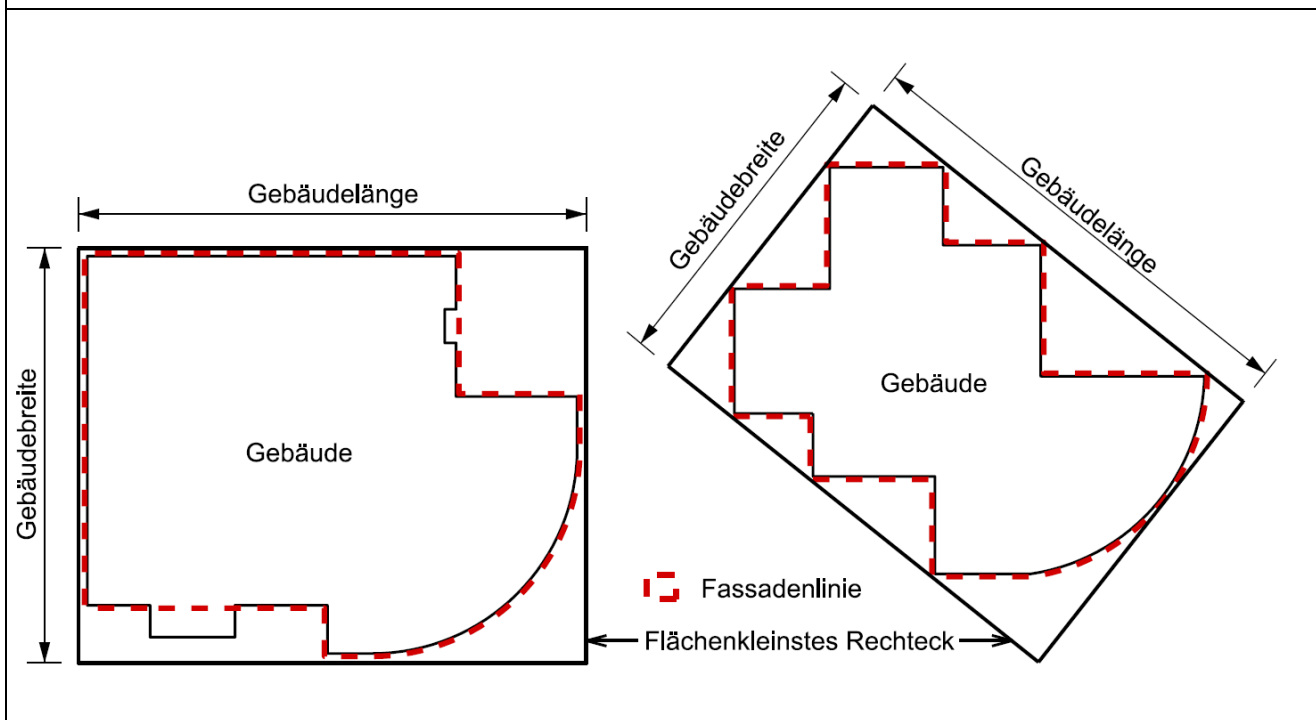 Gebäudelänge
Gebäudebreite
Gebäude
Gebäudebreite
Gebäudelänge
Gebäude
Fassadenlinie
Flächenkleinstes Rechteck